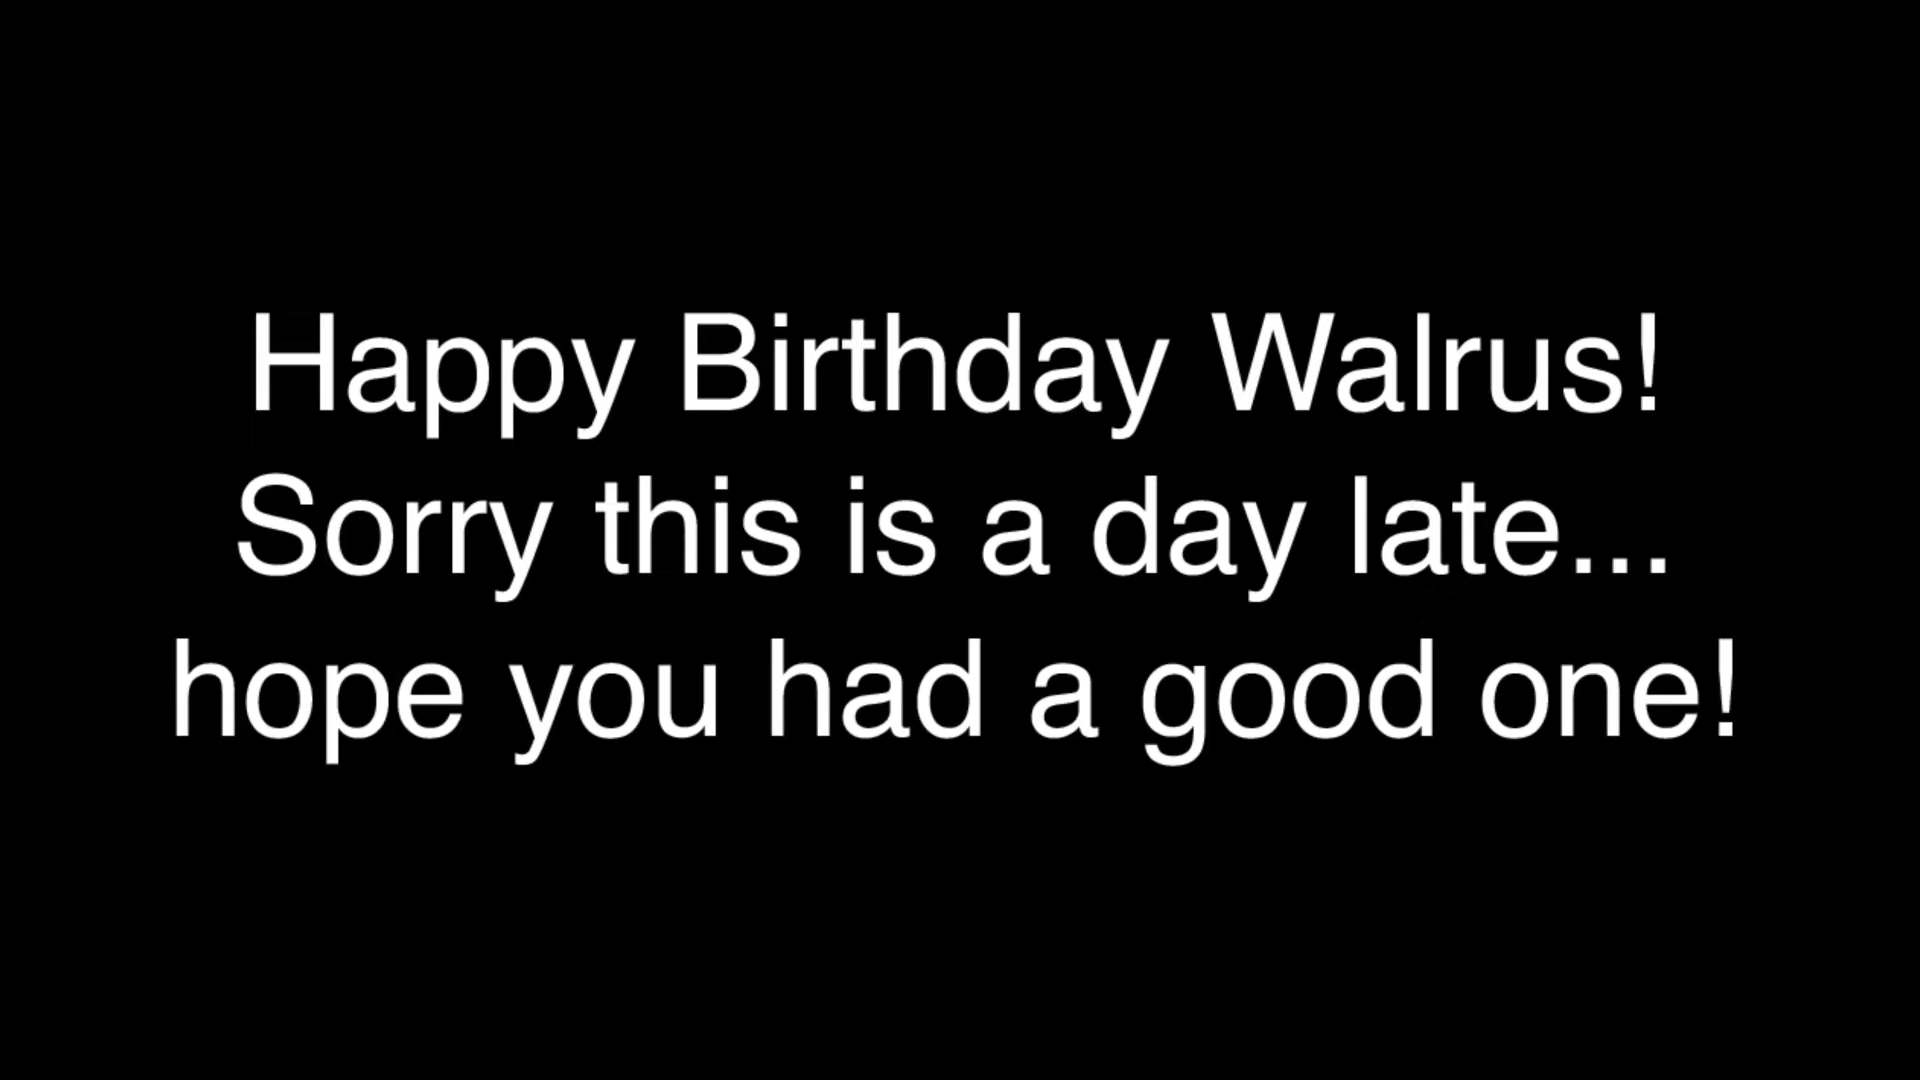 Happy Birthday Walrus!
Sorry this is a day late...
hope you had a good one!